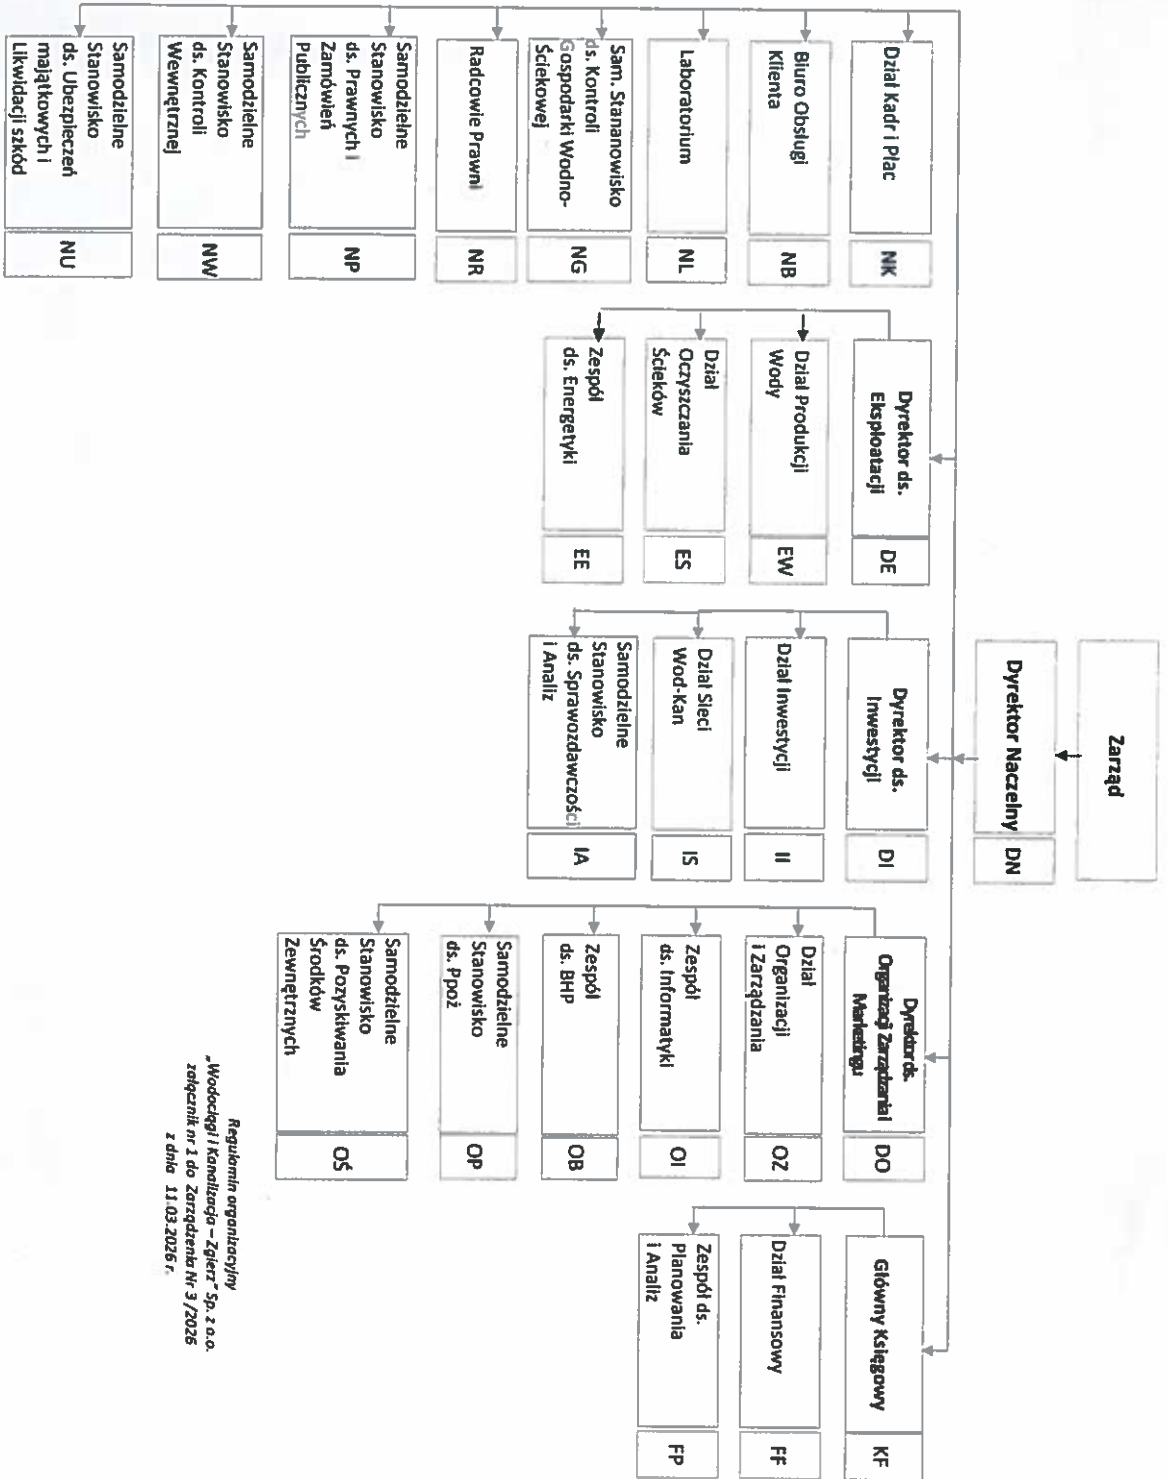 Zarząd
Dyrektor Naczelny
DN
Dział Kadr i Płac
NK
Biuro Obsługi
Klienta
NB
Laboratorium
NL
Sam. Stananowisko
ds. Kontroli
Gospodarki Wodno-
Ściekowej
NG
Radcowie Prawni
NR
Samodzielne
Stanowisko
ds. Prawnych i
Zamówień
Publicznych
NP
Samodzielne
Stanowisko
ds. Kontroli
Wewnętrznej
NW
Samodzielne
Stanowisko
ds. Ubezpieczeń
majątkowych i
Likwidacji szkód
NU
Dyrektor ds.
Eksploatacji
DE
Dział Produkcji
Wody
EW
Dział
Oczyszczania
Ścieków
ES
Zespół
ds. Energetyki
EE
Dyrektor ds.
Inwestycji
DI
Dział Inwestycji
II
Dział Sieci
Wod-Kan
IS
Samodzielne
Stanowisko
ds. Sprawozdawczości
i Analiz
IA
Dyrektor ds.
Organizacji Zarządzania i
Marketingu
DO
Dział
Organizacji
i Zarządzania
OZ
Zespół
ds. Informatyki
OI
Zespół
ds. BHP
OB
Samodzielne
Stanowisko
ds. Ppoż
OP
Samodzielne
Stanowisko
ds. Pozyskiwania
Środków
Zewnętrznych
OŚ
Główny Księgowy
KF
Dział Finansowy
FF
Zespół ds.
Planowania
i Analiz
FP
Regulamin organizacyjny
„Wodociągi i Kanalizacja – Zgierz" Sp. z o.o.
załącznik nr 1 do Zarządzenia Nr 3 /2026
z dnia 11.03.2026 r.